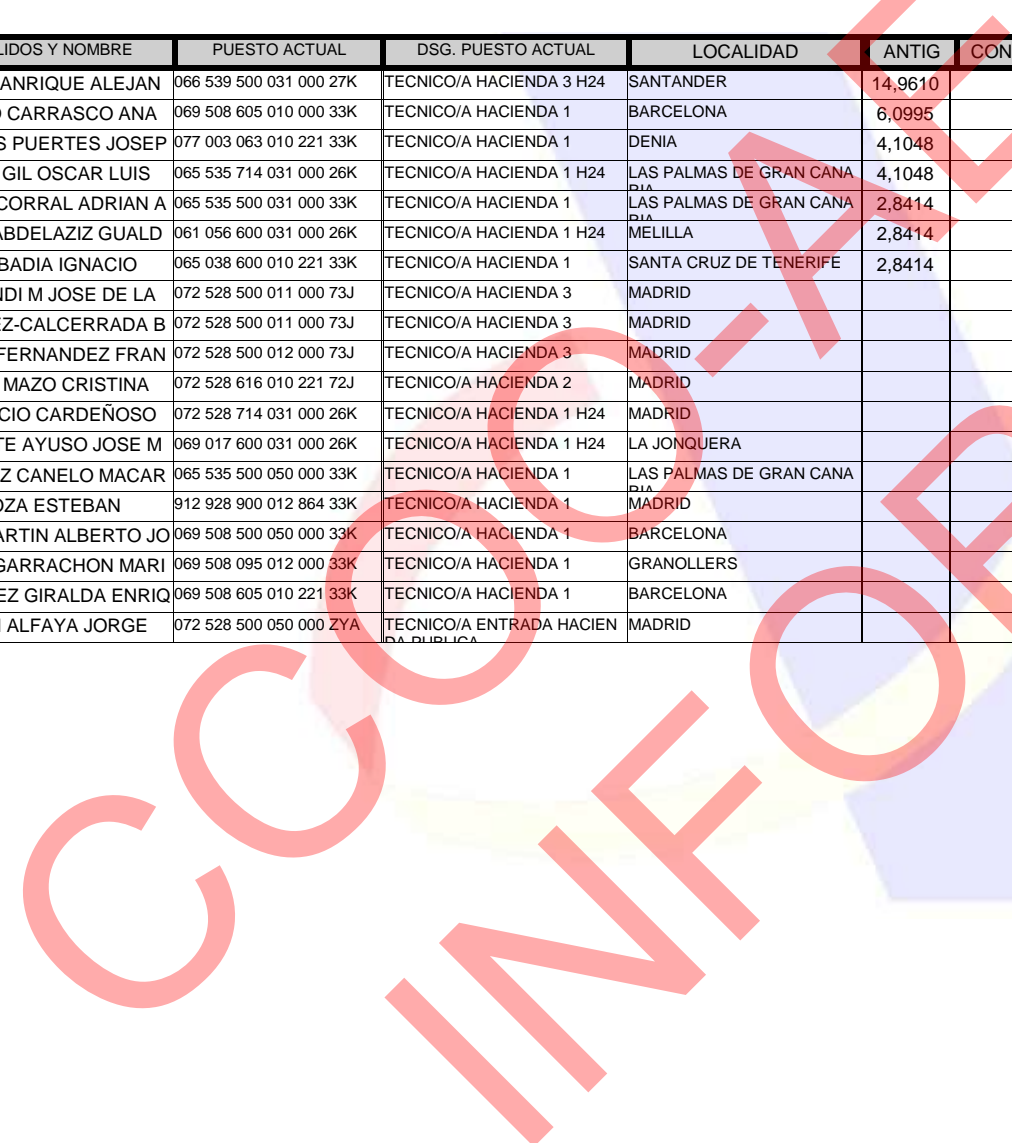 LIDOS Y NOMBRE PUESTO ACTUAL DSG. PUESTO ACTUAL LOCALIDAD ANTIG CON
ANRIQUE ALEJAN 066 539 500 031 000 27K TECNICO/A HACIENDA 3 H24 SANTANDER 14,9610
CARRASCO ANA 069 508 605 010 000 33K TECNICO/A HACIENDA 1 BARCELONA 6,0995
S PUERTES JOSEP 077 003 063 010 221 33K TECNICO/A HACIENDA 1 DENIA 4,1048
GIL OSCAR LUIS 065 535 714 031 000 26K TECNICO/A HACIENDA 1 H24 LAS PALMAS DE GRAN CANA 4,1048
RIA
CORRAL ADRIAN A 065 535 500 031 000 33K TECNICO/A HACIENDA 1 LAS PALMAS DE GRAN CANA 2,8414
RIA
ABDELAZIZ GUALD 061 056 600 031 000 26K TECNICO/A HACIENDA 1 H24 MELILLA 2,8414
BADIA IGNACIO 065 038 600 010 221 33K TECNICO/A HACIENDA 1 SANTA CRUZ DE TENERIFE 2,8414
NDI M JOSE DE LA 072 528 500 011 000 73J TECNICO/A HACIENDA 3 MADRID
EZ-CALCERRADA B 072 528 500 011 000 73J TECNICO/A HACIENDA 3 MADRID
FERNANDEZ FRAN 072 528 500 012 000 73J TECNICO/A HACIENDA 3 MADRID
MAZO CRISTINA 072 528 616 010 221 72J TECNICO/A HACIENDA 2 MADRID
CIO CARDEÑOSO 072 528 714 031 000 26K TECNICO/A HACIENDA 1 H24 MADRID
TE AYUSO JOSE M 069 017 600 031 000 26K TECNICO/A HACIENDA 1 H24 LA JONQUERA
Z CANELO MACAR 065 535 500 050 000 33K TECNICO/A HACIENDA 1 LAS PALMAS DE GRAN CANA
RIA
OZA ESTEBAN 912 928 900 012 864 33K TECNICO/A HACIENDA 1 MADRID
ARTIN ALBERTO JO 069 508 500 050 000 33K TECNICO/A HACIENDA 1 BARCELONA
GARRACHON MARI 069 508 095 012 000 33K TECNICO/A HACIENDA 1 GRANOLLERS
EZ GIRALDA ENRIQ 069 508 605 010 221 33K TECNICO/A HACIENDA 1 BARCELONA
ALFAYA JORGE 072 528 500 050 000 ZYA TECNICO/A ENTRADA HACIEN MADRID
DA PUBLICA
CCOO-AE
INFOR